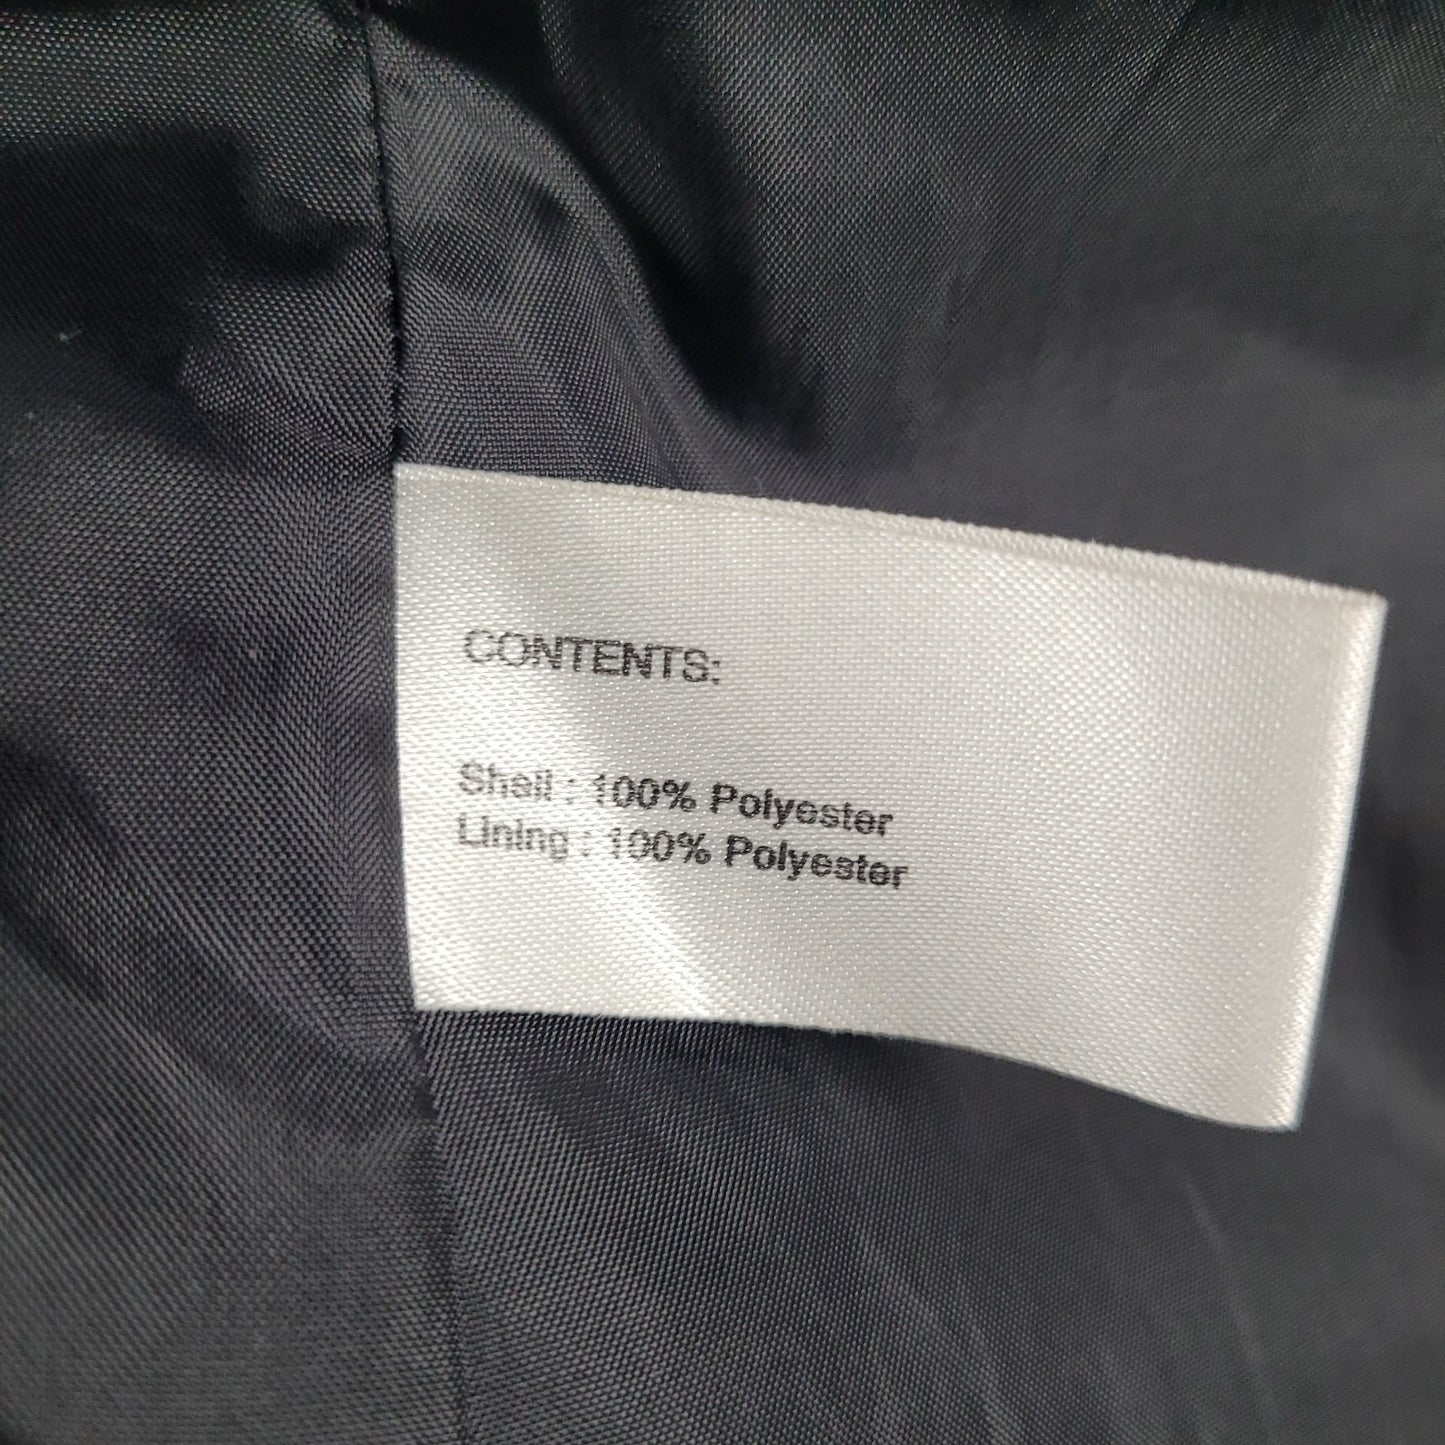 CONTENTS:
Shell : 100% Polyester
Lining : 100% Polyester